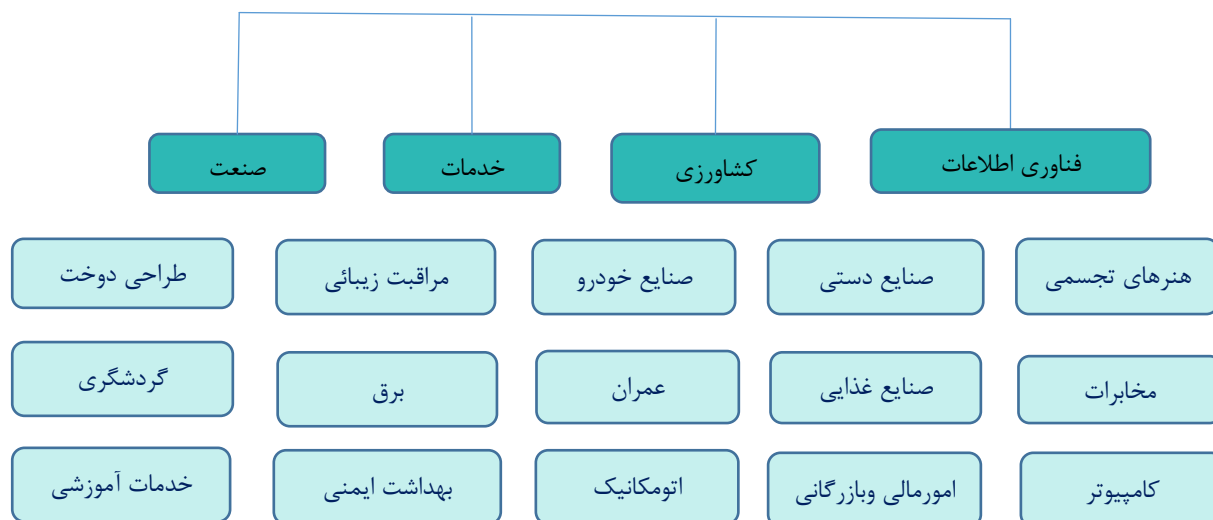 فناوری اطلاعات
کشاورزی
خدمات
صنعت
هنرهای تجسمی
صنایع دستی
صنایع خودرو
مراقبت زیبائی
طراحی دوخت
مخابرات
صنایع غذایی
عمران
برق
گردشگری
کامپیوتر
امورمالی وبازرگانی
اتومکانیک
بهداشت ایمنی
خدمات آموزشی